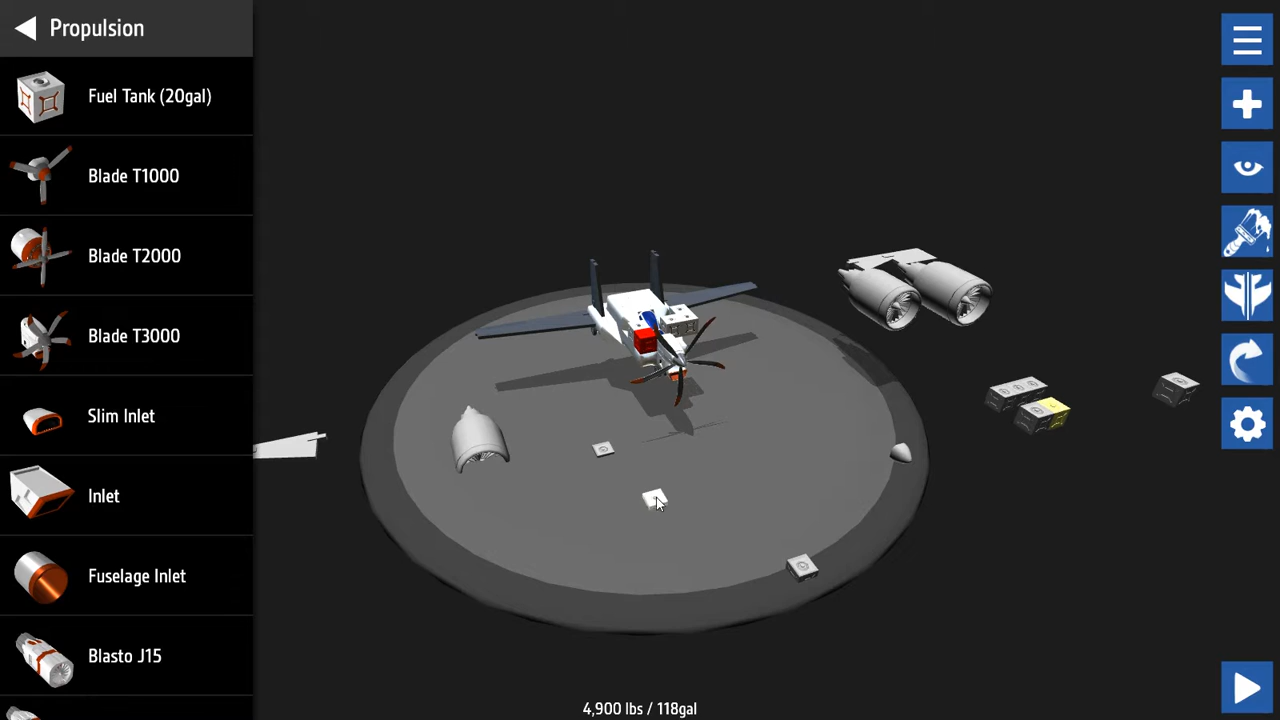 Propulsion
Fuel Tank (20gal)
Blade T1000
Blade T2000
Blade T3000
Slim Inlet
Inlet
Fuselage Inlet
Blasto J15
4,900 lbs / 118gal